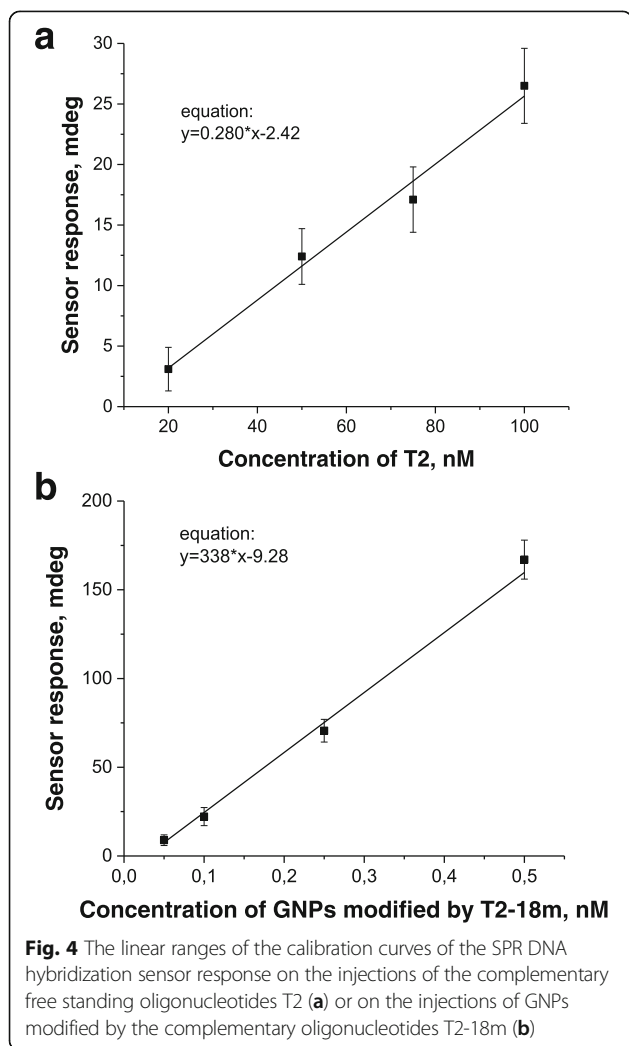 a
30
25
20
15
10
5
0
equation:
y=0.280*x-2.42
Sensor response, mdeg
20 40 60 80 100
Concentration of T2, nM
b
200
150
100
50
0
equation:
y=338*x-9.28
Sensor response, mdeg
0,0 0,1 0,2 0,3 0,4 0,5
Concentration of GNPs modified by T2-18m, nM
Fig. 4 The linear ranges of the calibration curves of the SPR DNA
hybridization sensor response on the injections of the complementary
free standing oligonucleotides T2 (a) or on the injections of GNPs
modified by the complementary oligonucleotides T2-18m (b)